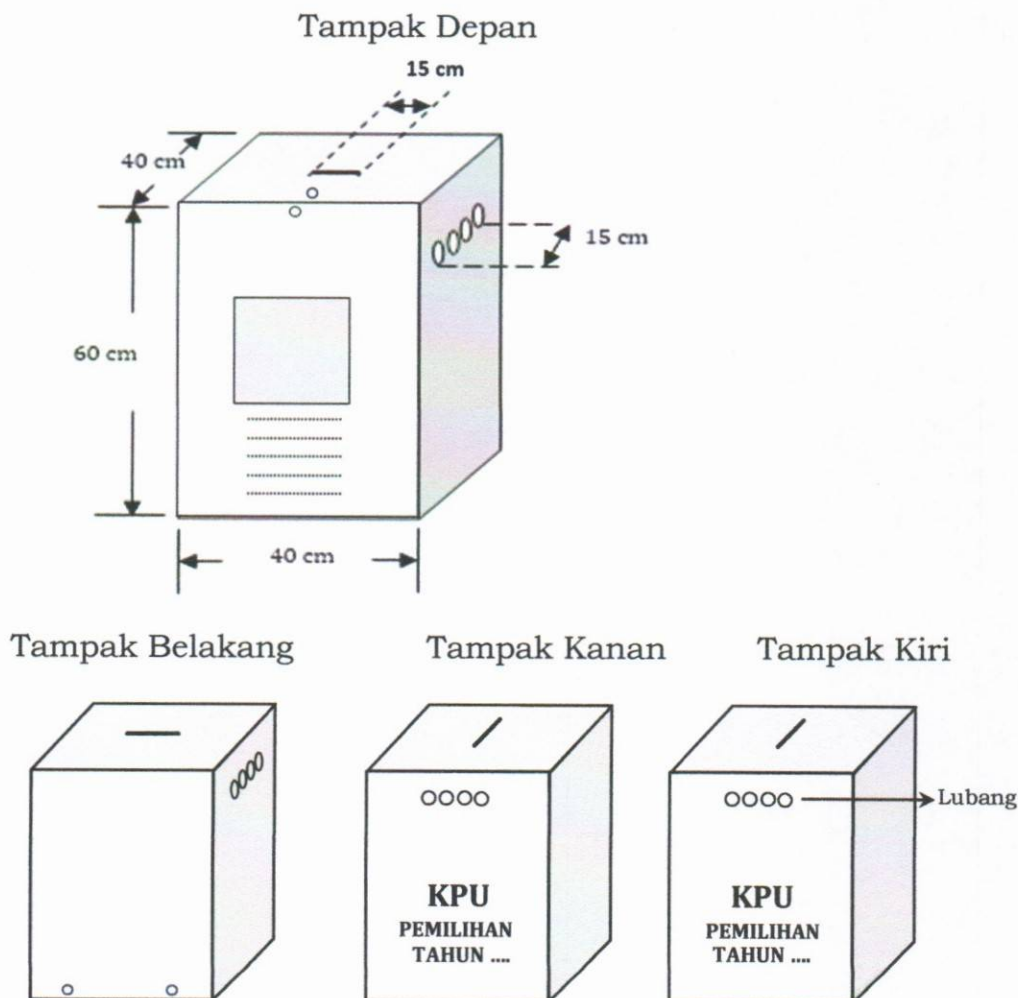 Tampak Depan
15 cm
40 cm
15 cm
60 cm
40 cm
Tampak Belakang
Tampak Kanan
Tampak Kiri
Lubang
KPU
PEMILIHAN
TAHUN ....
KPU
PEMILIHAN
TAHUN ....